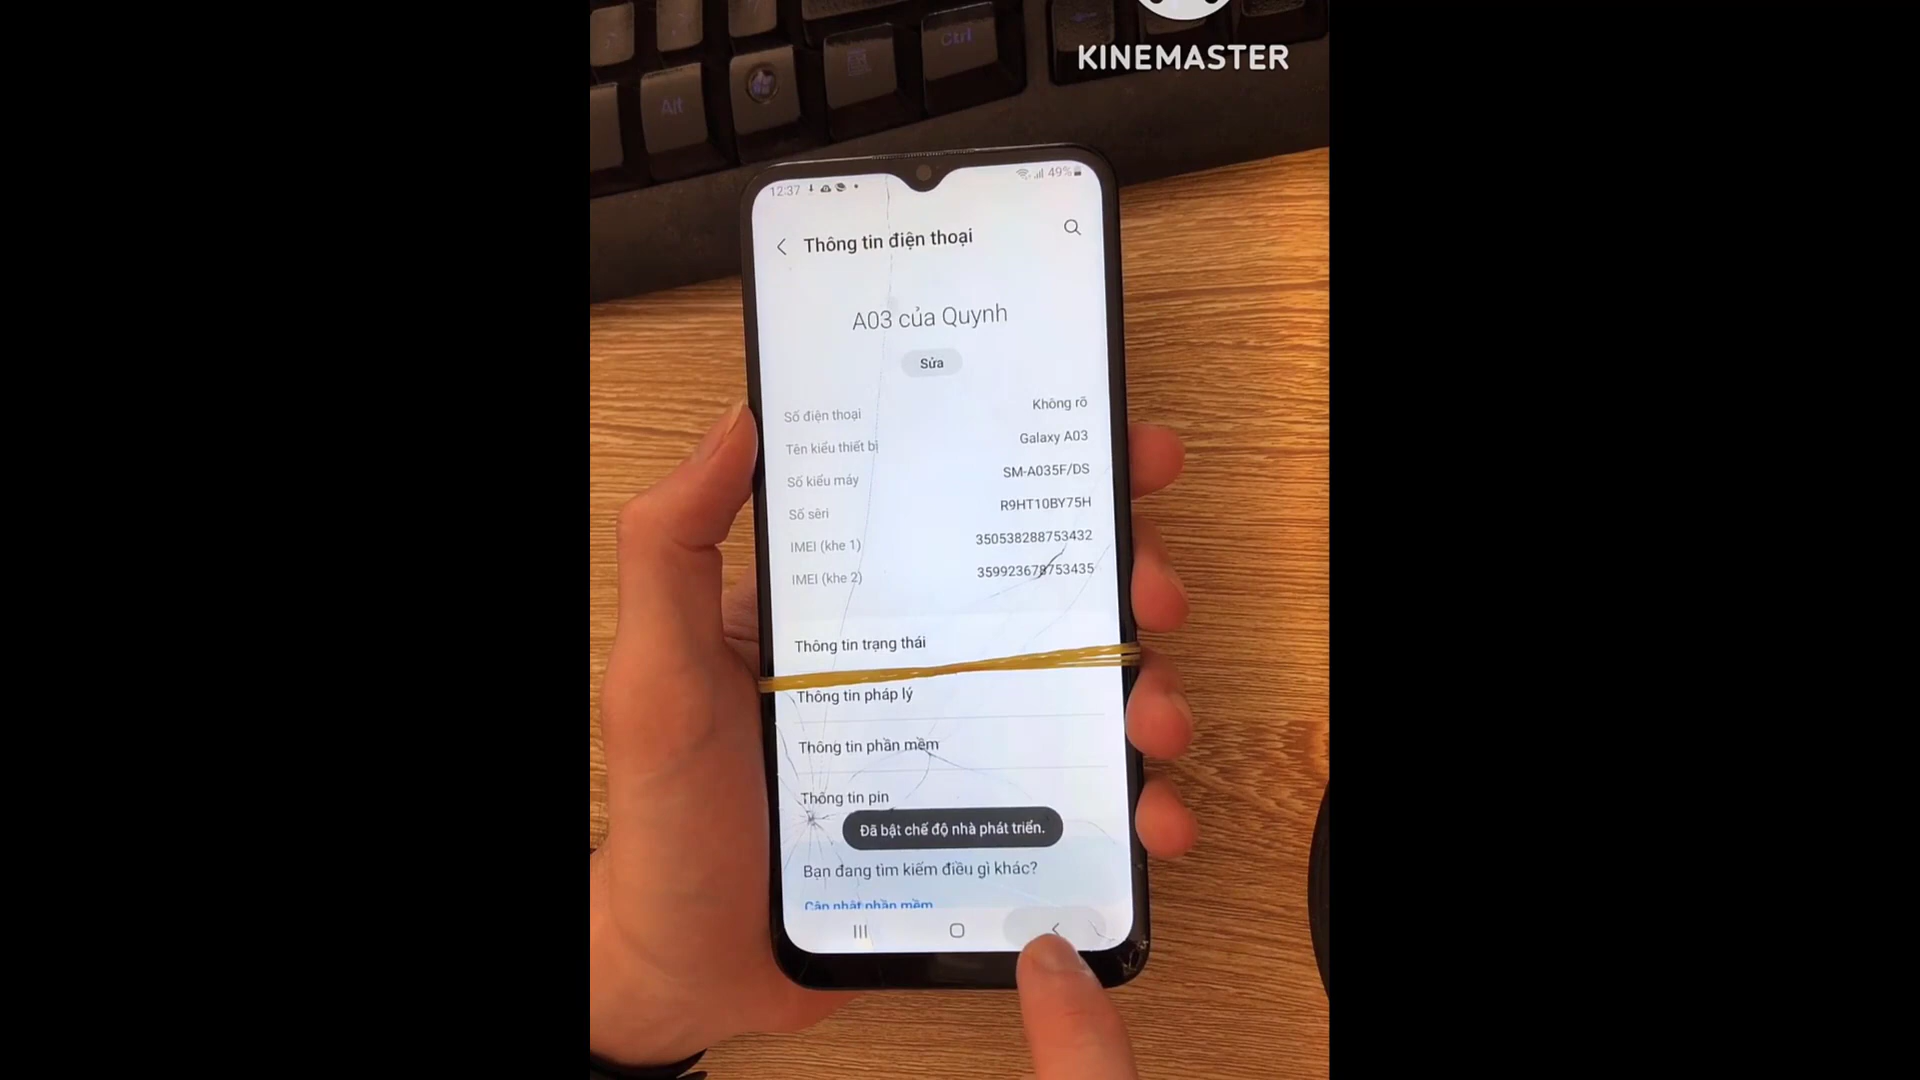 Ctrl
Alt
KINEMASTER
12:37
49%
Thông tin điện thoại
A03 của Quynh
Sửa
Số điện thoại Không rõ
Tên kiểu thiết bị Galaxy A03
Số kiểu máy SM-A035F/DS
Số sêri R9HT10BY75H
IMEI (khe 1) 350538288753432
IMEI (khe 2) 359923678753435
Thông tin trạng thái
Thông tin pháp lý
Thông tin phần mềm
Thông tin pin
Đã bật chế độ nhà phát triển.
Bạn đang tìm kiếm điều gì khác?
Cập nhật phần mềm